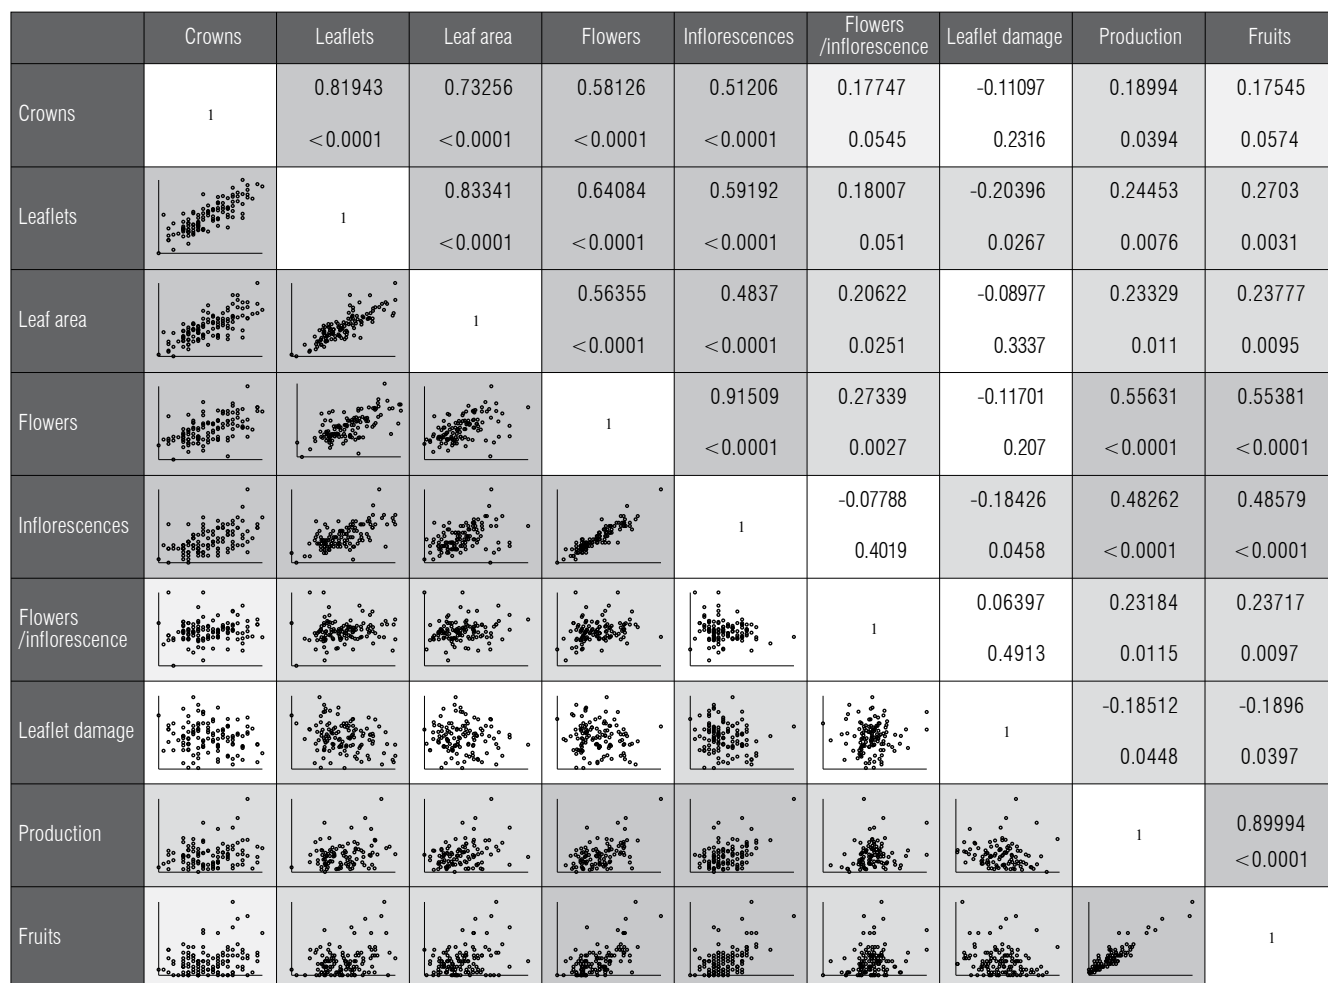 Crowns Leaflets Leaf area Flowers Inflorescences Flowers /inflorescence Leaflet damage Production Fruits
Crowns 1 0.81943 0.73256 0.58126 0.51206 0.17747 -0.11097 0.18994 0.17545
<0.0001 <0.0001 <0.0001 <0.0001 0.0545 0.2316 0.0394 0.0574
Leaflets 1 0.83341 0.64084 0.59192 0.18007 -0.20396 0.24453 0.2703
<0.0001 <0.0001 <0.0001 0.051 0.0267 0.0076 0.0031
Leaf area 1 0.56355 0.4837 0.20622 -0.08977 0.23329 0.23777
<0.0001 <0.0001 0.0251 0.3337 0.011 0.0095
Flowers 1 0.91509 0.27339 -0.11701 0.55631 0.55381
<0.0001 0.0027 0.207 <0.0001 <0.0001
Inflorescences 1 -0.07788 -0.18426 0.48262 0.48579
0.4019 0.0458 <0.0001 <0.0001
Flowers /inflorescence 1 0.06397 0.23184 0.23717
0.4913 0.0115 0.0097
Leaflet damage 1 -0.18512 -0.1896
0.0448 0.0397
Production 1 0.89994
<0.0001
Fruits 1